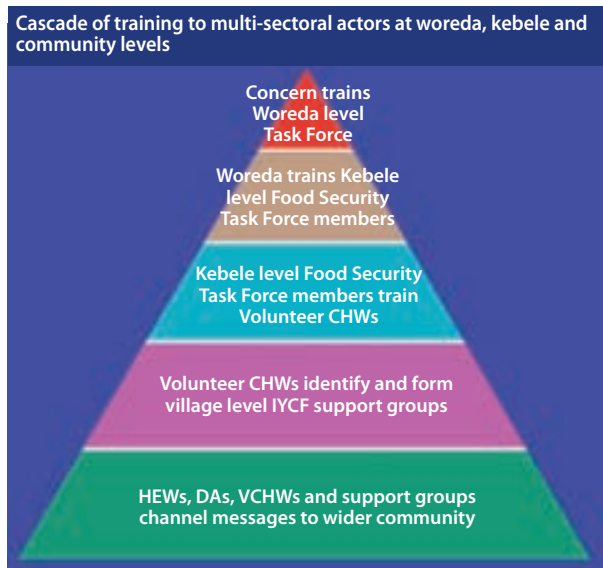 Cascade of training to multi-sectoral actors at woreda, kebele and
community levels
Concern trains
Woreda level
Task Force
Woreda trains Kebele
level Food Security
Task Force members
Kebele level Food Security
Task Force members train
Volunteer CHWs
Volunteer CHWs identify and form
village level IYCF support groups
HEWs, DAs, VCHWs and support groups
channel messages to wider community